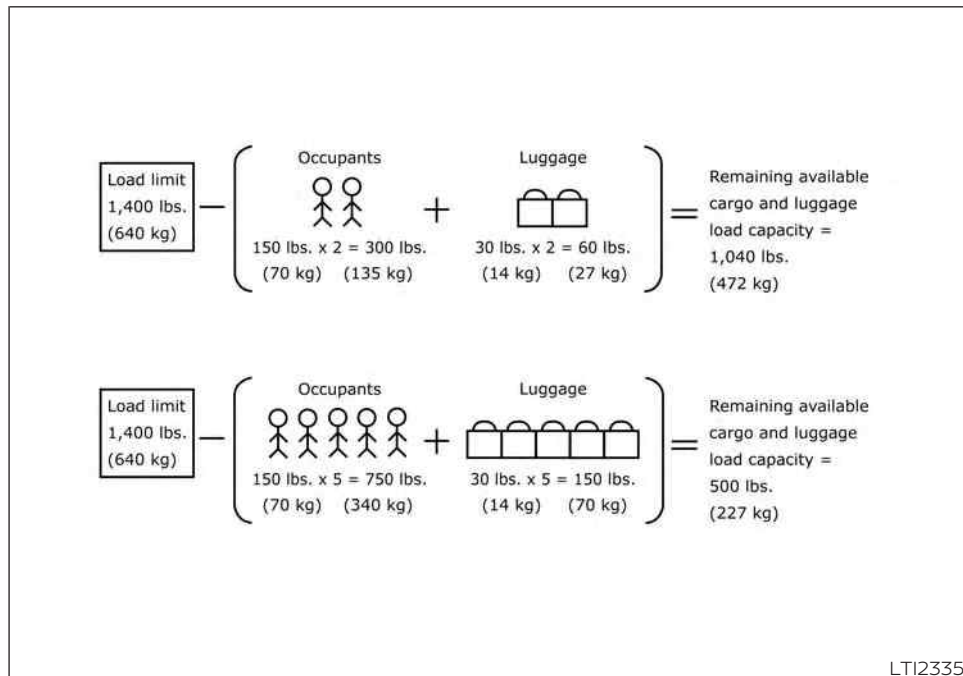 Load limit
1,400 lbs.
(640 kg)
Occupants
150 lbs. x 2 = 300 lbs.
(70 kg) (135 kg)
Luggage
30 lbs. x 2 = 60 lbs.
(14 kg) (27 kg)
Remaining available
cargo and luggage
load capacity =
1,040 lbs.
(472 kg)
Load limit
1,400 lbs.
(640 kg)
Occupants
150 lbs. x 5 = 750 lbs.
(70 kg) (340 kg)
Luggage
30 lbs. x 5 = 150 lbs.
(14 kg) (70 kg)
Remaining available
cargo and luggage
load capacity =
500 lbs.
(227 kg)
LTI2335